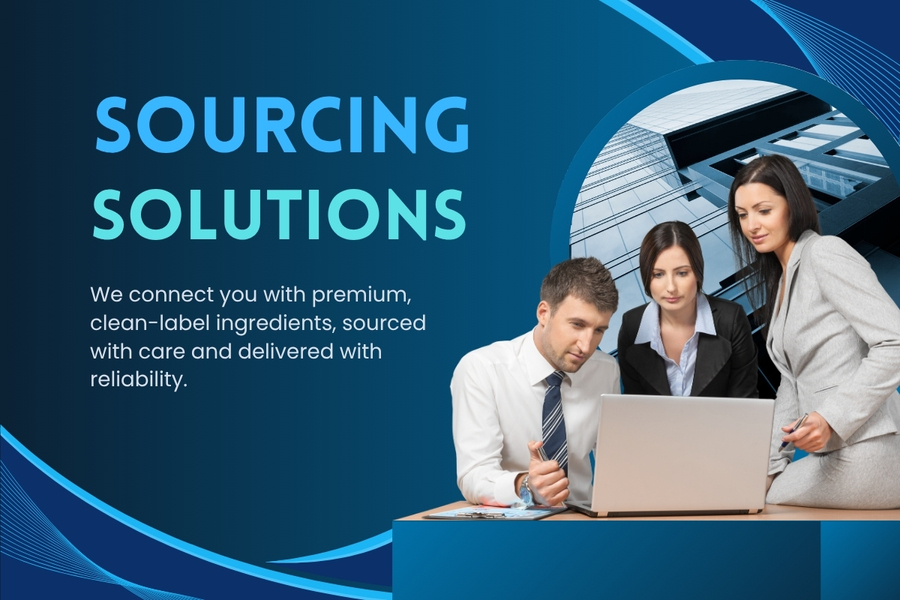 SOURCING
SOLUTIONS
We connect you with premium,
clean-label ingredients, sourced
with care and delivered with
reliability.